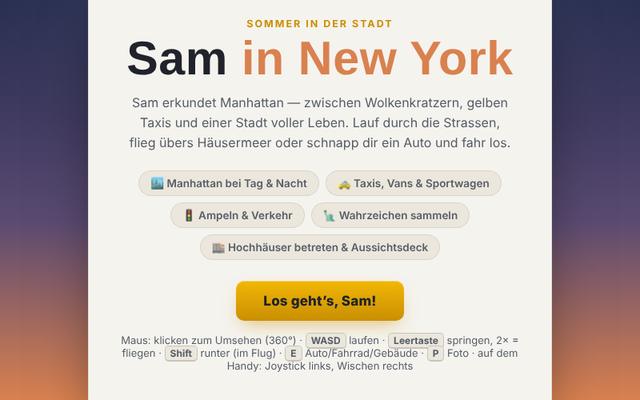 SOMMER IN DER STADT
Sam in New York
Sam erkundet Manhattan — zwischen Wolkenkratzern, gelben
Taxis und einer Stadt voller Leben. Lauf durch die Strassen,
flieg übers Häusermeer oder schnapp dir ein Auto und fahr los.
🏙️ Manhattan bei Tag & Nacht
🚕 Taxis, Vans & Sportwagen
🚦 Ampeln & Verkehr
🗽 Wahrzeichen sammeln
🏬 Hochhäuser betreten & Aussichtsdeck
Los geht’s, Sam!
Maus: klicken zum Umsehen (360°) · WASD laufen · Leertaste springen, 2× =
fliegen · Shift runter (im Flug) · E Auto/Fahrrad/Gebäude · P Foto · auf dem
Handy: Joystick links, Wischen rechts